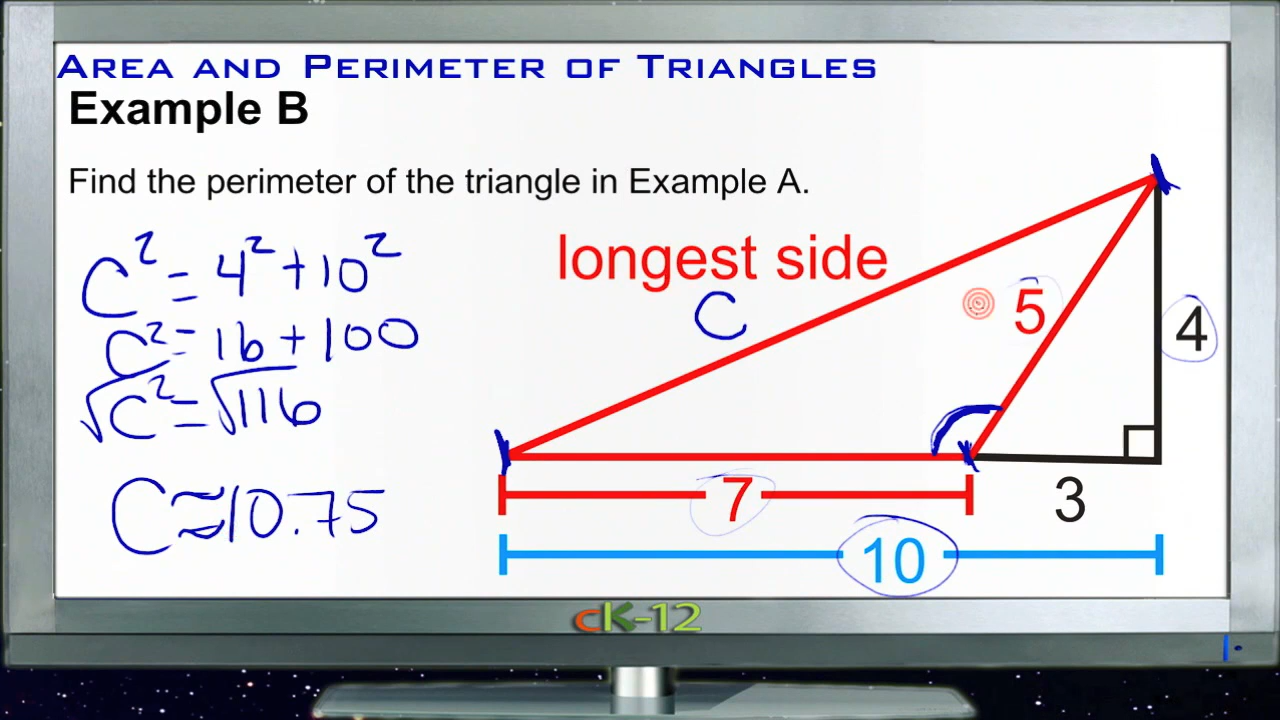 AREA AND PERIMETER OF TRIANGLES
Example B
Find the perimeter of the triangle in Example A.
C² = 4² + 10²
C² = 16 + 100
√C² = √116
C ≈ 10.75
longest side
C
5
4
7
3
10
cK-12